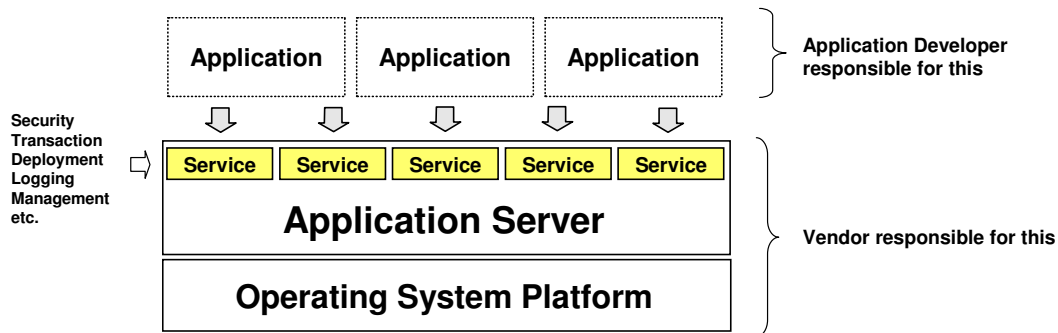 Application
Application
Application
Application Developer
responsible for this
Security
Transaction
Deployment
Logging
Management
etc.
Service
Service
Service
Service
Service
Application Server
Vendor responsible for this
Operating System Platform